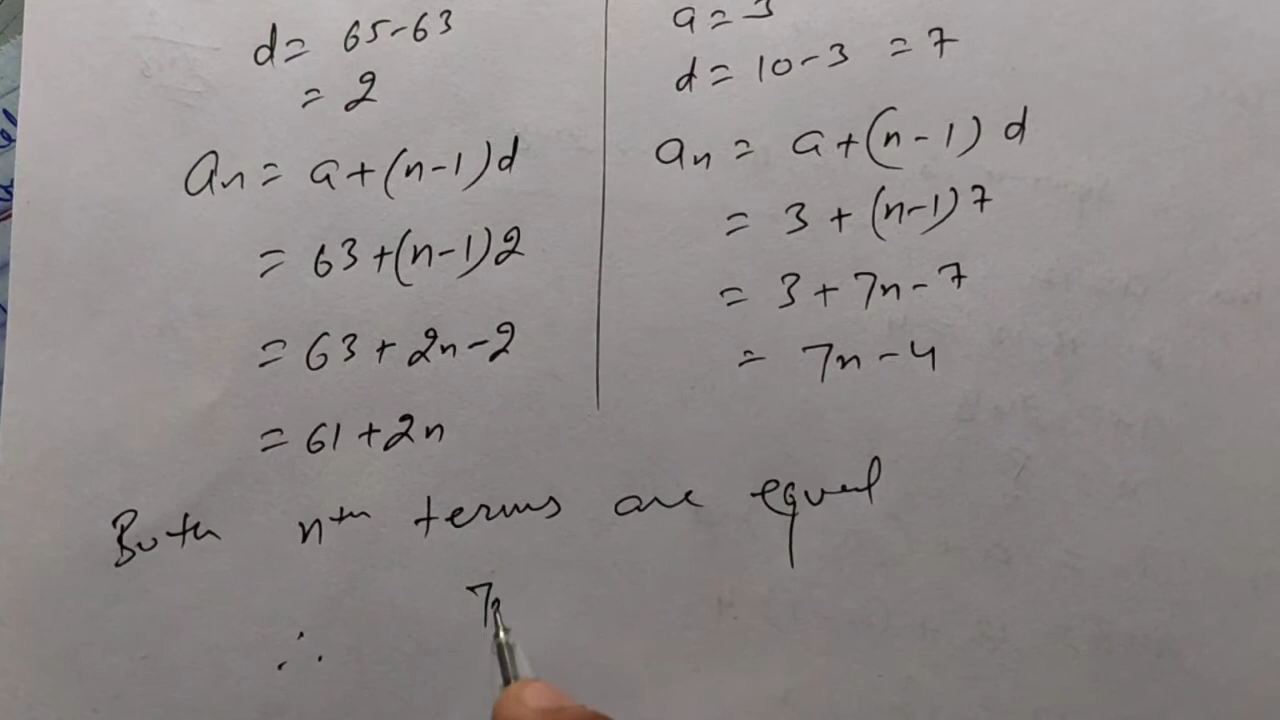 d = 65-63
= 2
an = a+(n-1)d
= 63+(n-1)2
= 63+2n-2
= 61+2n
a = 3
d = 10-3 = 7
an = a+(n-1)d
= 3+(n-1)7
= 3+7n-7
= 7n-4
Both nth terms are equal
∴ 7n